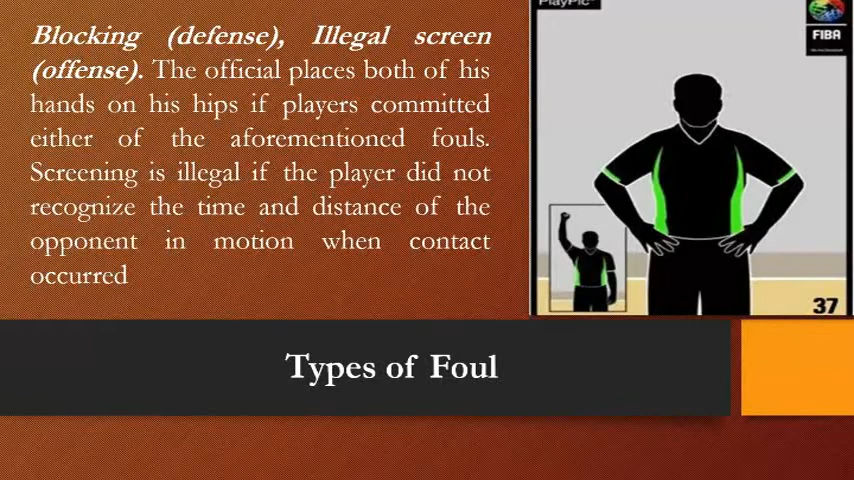 Blocking (defense), Illegal screen
(offense). The official places both of his
hands on his hips if players committed
either of the aforementioned fouls.
Screening is illegal if the player did not
recognize the time and distance of the
opponent in motion when contact
occurred
PlayPic
FIBA
37
Types of Foul